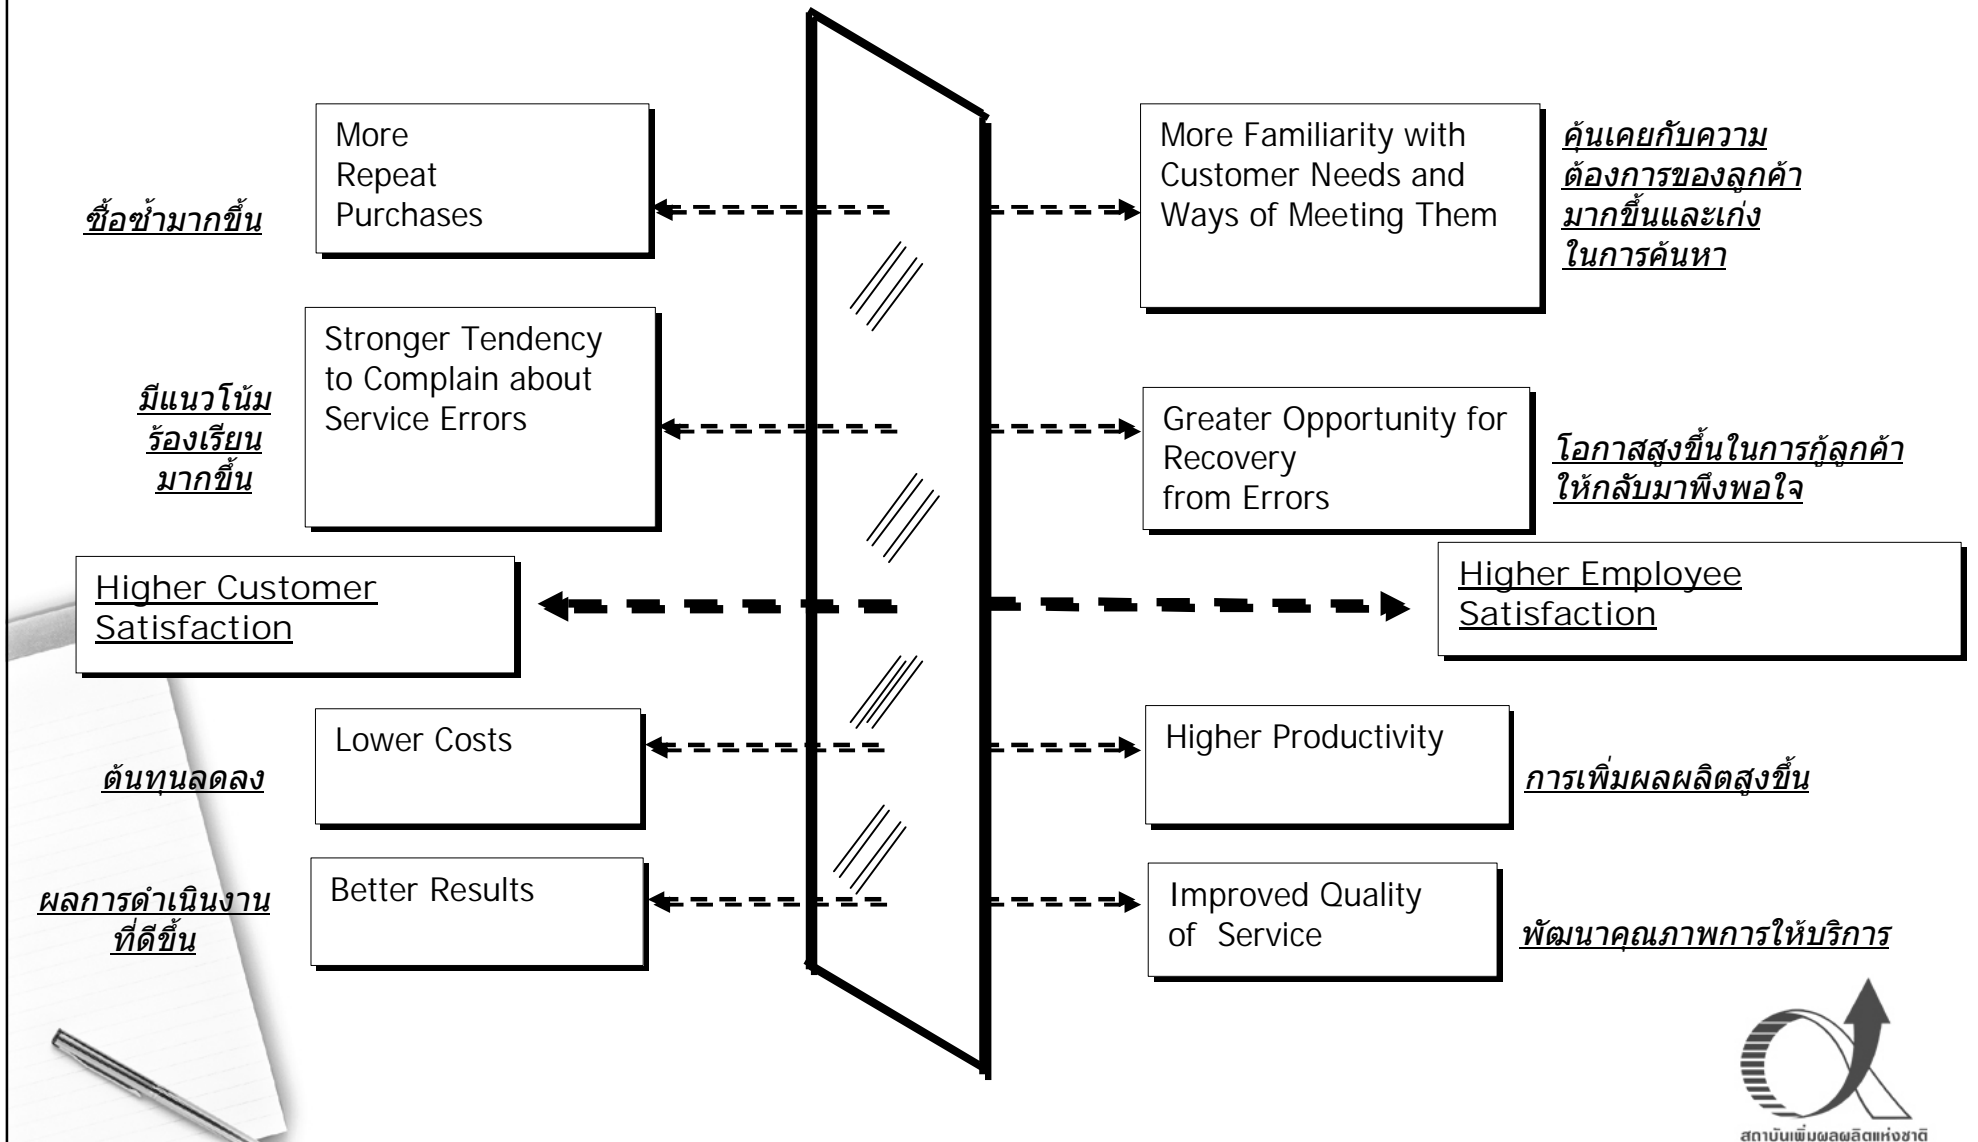 More
Repeat
Purchases
ซื้อซ้ำมากขึ้น
More Familiarity with
Customer Needs and
Ways of Meeting Them
คุ้นเคยกับความ
ต้องการของลูกค้า
มากขึ้นและเก่ง
ในการค้นหา
Stronger Tendency
to Complain about
Service Errors
มีแนวโน้ม
ร้องเรียน
มากขึ้น
Greater Opportunity for
Recovery
from Errors
โอกาสสูงขึ้นในการกู้ลูกค้า
ให้กลับมาพึงพอใจ
Higher Customer
Satisfaction
Higher Employee
Satisfaction
Lower Costs
ต้นทุนลดลง
Higher Productivity
การเพิ่มผลผลิตสูงขึ้น
Better Results
ผลการดำเนินงาน
ที่ดีขึ้น
Improved Quality
of Service
พัฒนาคุณภาพการให้บริการ
สถาบันเพิ่มผลผลิตแห่งชาติ